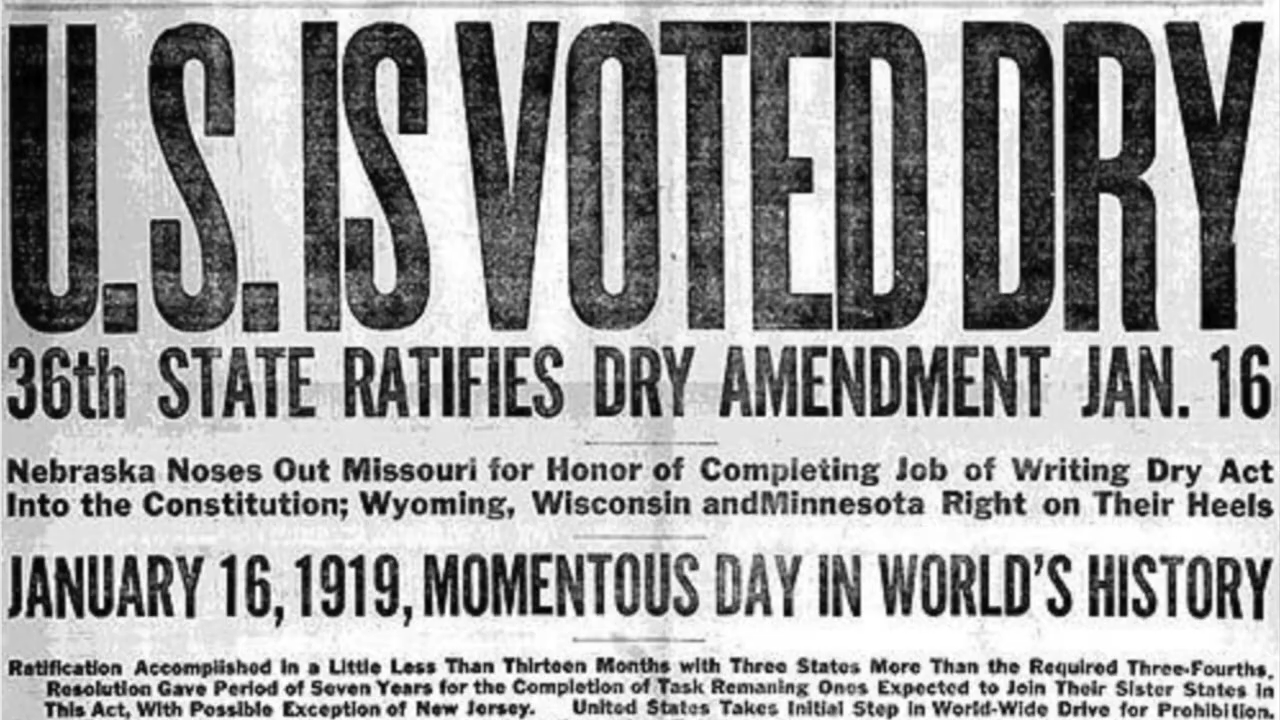 U.S. IS VOTED DRY
36th STATE RATIFIES DRY AMENDMENT JAN. 16
Nebraska Noses Out Missouri for Honor of Completing Job of Writing Dry Act
Into the Constitution; Wyoming, Wisconsin andMinnesota Right on Their Heels
JANUARY 16, 1919, MOMENTOUS DAY IN WORLD'S HISTORY
Ratification Accomplished in a Little Less Than Thirteen Months with Three States More Than the Required Three-Fourths.
Resolution Gave Period of Seven Years for the Completion of Task Remaning Ones Expected to Join Their Sister States in
This Act, With Possible Exception of New Jersey. United States Takes Initial Step in World-Wide Drive for Prohibition.